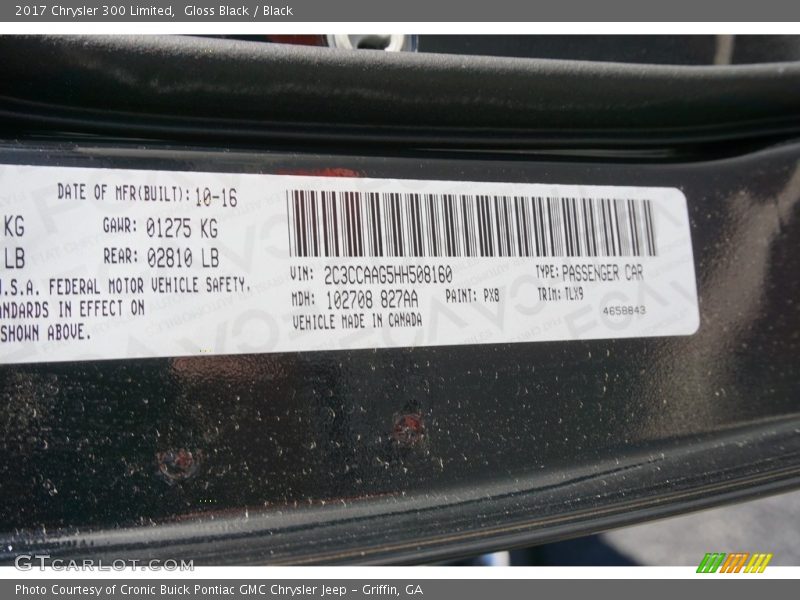 2017 Chrysler 300 Limited, Gloss Black / Black
DATE OF MFR(BUILT): 10-16
KG GAWR: 01275 KG
LB REAR: 02810 LB
.S.A. FEDERAL MOTOR VEHICLE SAFETY.
ANDARDS IN EFFECT ON
SHOWN ABOVE.
VIN: 2C3CCAAG5HH508160 TYPE: PASSENGER CAR
MDH: 102708 827AA PAINT: PX8 TRIM: TLX9
VEHICLE MADE IN CANADA 4658843
GTCARLOT.COM
Photo Courtesy of Cronic Buick Pontiac GMC Chrysler Jeep - Griffin, GA